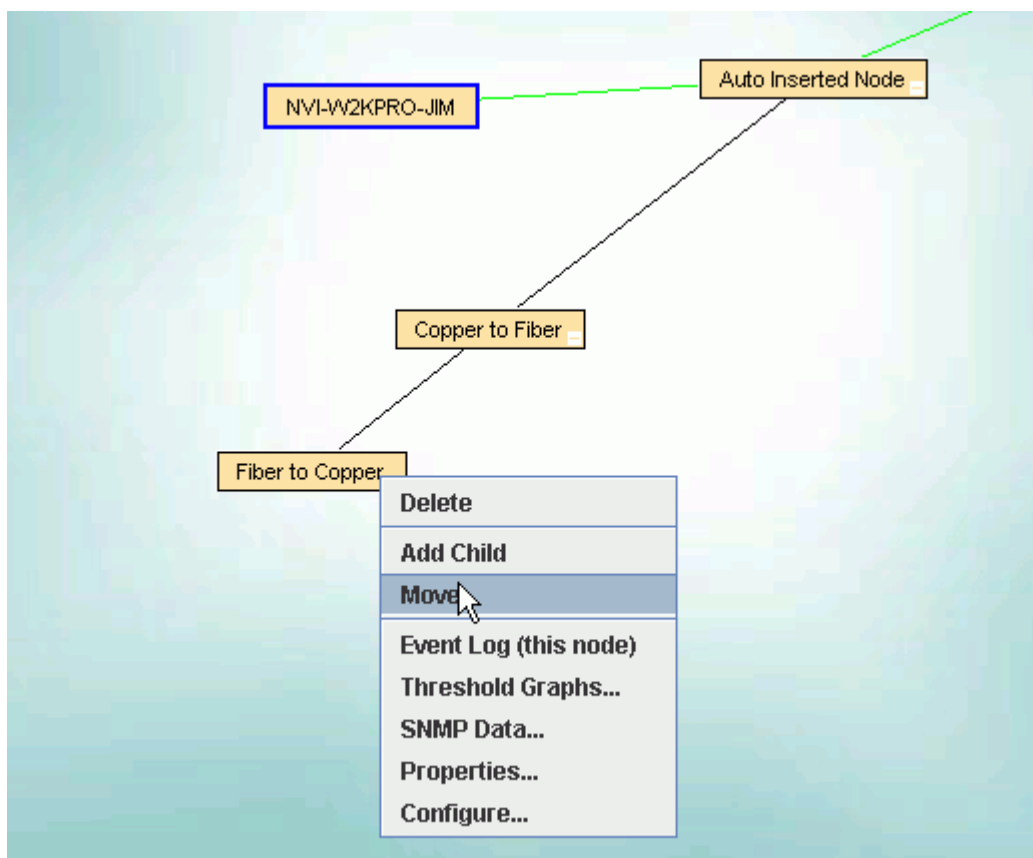 Auto Inserted Node
NVI-W2KPRO-JIM
Copper to Fiber
Fiber to Copper
Delete
Add Child
Move
Event Log (this node)
Threshold Graphs...
SNMP Data...
Properties...
Configure...